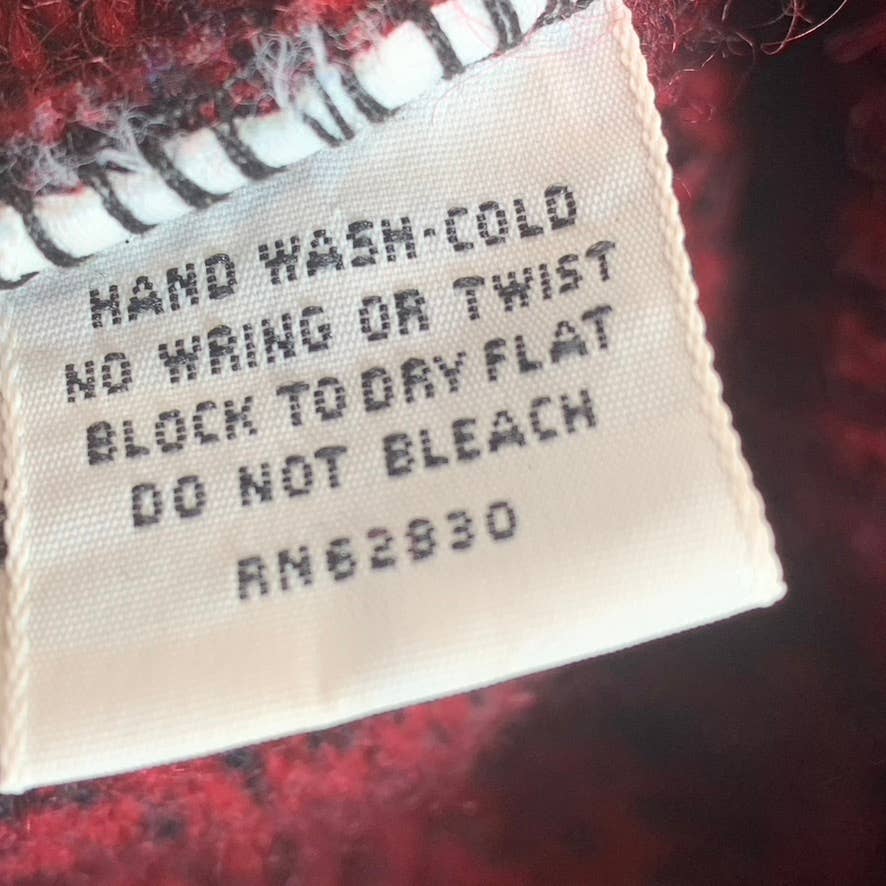 HAND WASH-COLD
NO WRING OR TWIST
BLOCK TO DRY FLAT
DO NOT BLEACH
RN62830